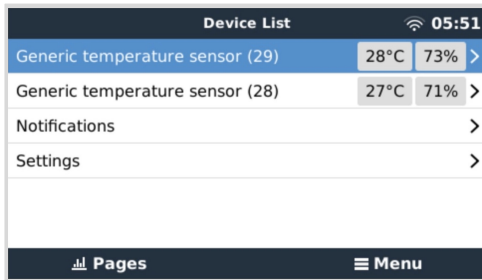 Device List 05:51
Generic temperature sensor (29) 28°C 73%
Generic temperature sensor (28) 27°C 71%
Notifications
Settings
Pages Menu